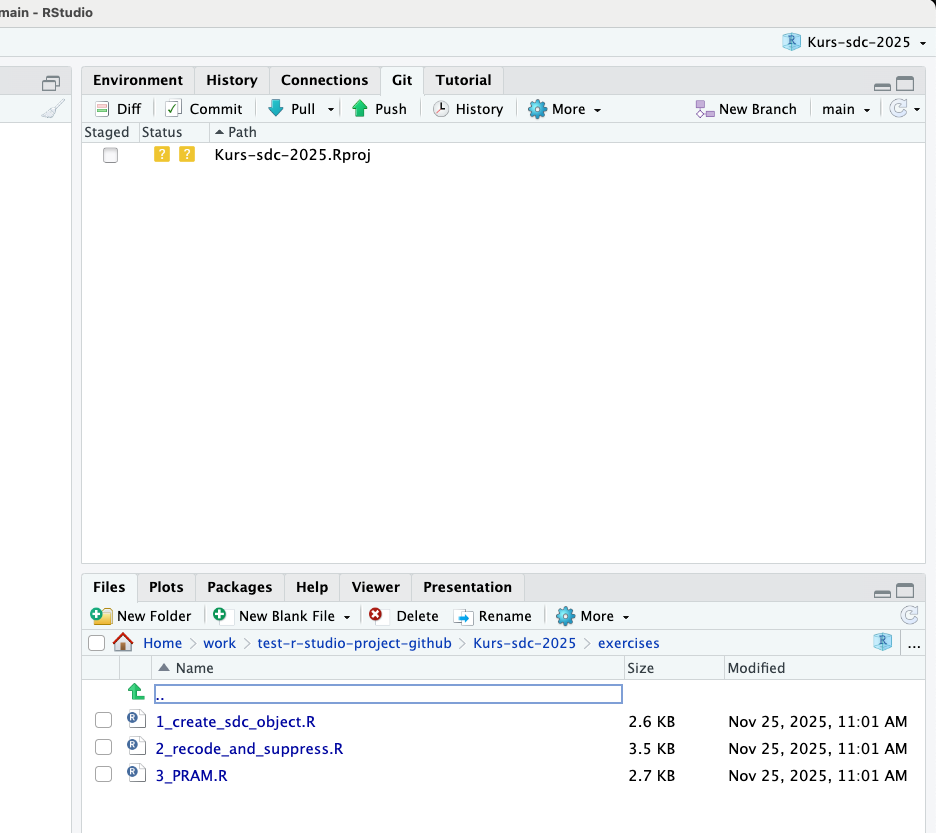 main - RStudio
Kurs-sdc-2025
Environment History Connections Git Tutorial
Diff Commit Pull Push History More New Branch main
Staged Status Path
? ? Kurs-sdc-2025.Rproj
Files Plots Packages Help Viewer Presentation
New Folder New Blank File Delete Rename More
Home work test-r-studio-project-github Kurs-sdc-2025 exercises ...
Name Size Modified
..
1_create_sdc_object.R 2.6 KB Nov 25, 2025, 11:01 AM
2_recode_and_suppress.R 3.5 KB Nov 25, 2025, 11:01 AM
3_PRAM.R 2.7 KB Nov 25, 2025, 11:01 AM